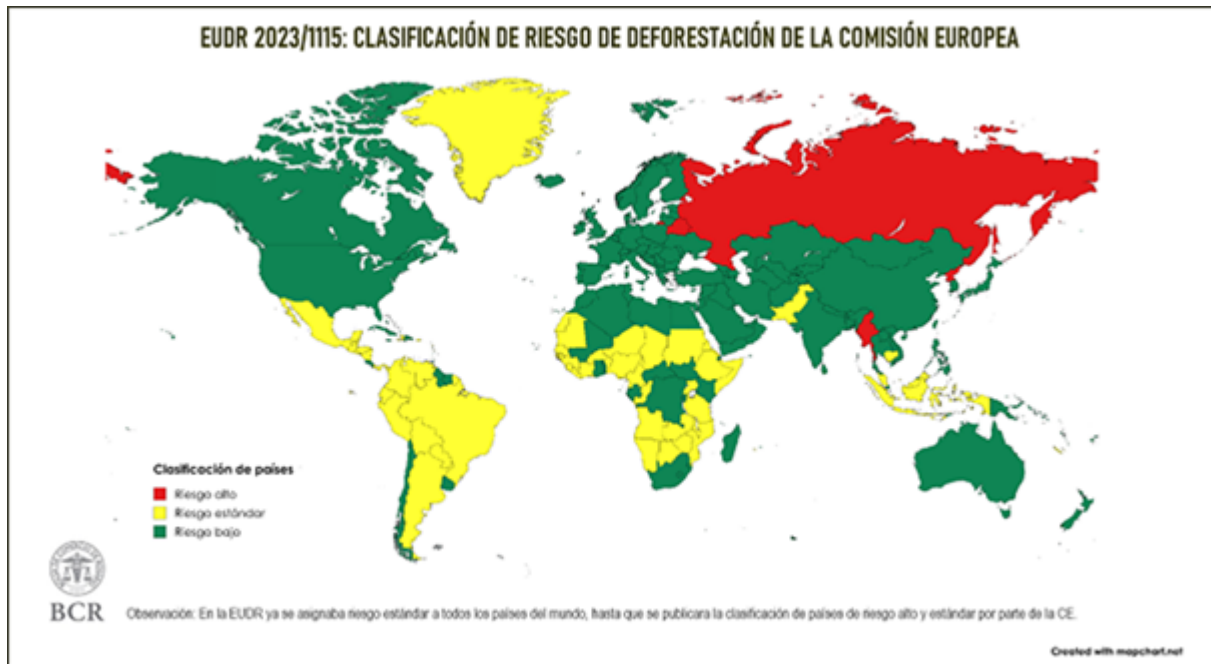 EUDR 2023/1115: CLASIFICACIÓN DE RIESGO DE DEFORESTACIÓN DE LA COMISIÓN EUROPEA
Clasificación de países
Riesgo alto
Riesgo estándar
Riesgo bajo
BCR
Observación: En la EUDR ya se asignaba riesgo estándar a todos los países del mundo, hasta que se publicara la clasificación de países de riesgo alto y estándar por parte de la CE.
Created with mapchart.net